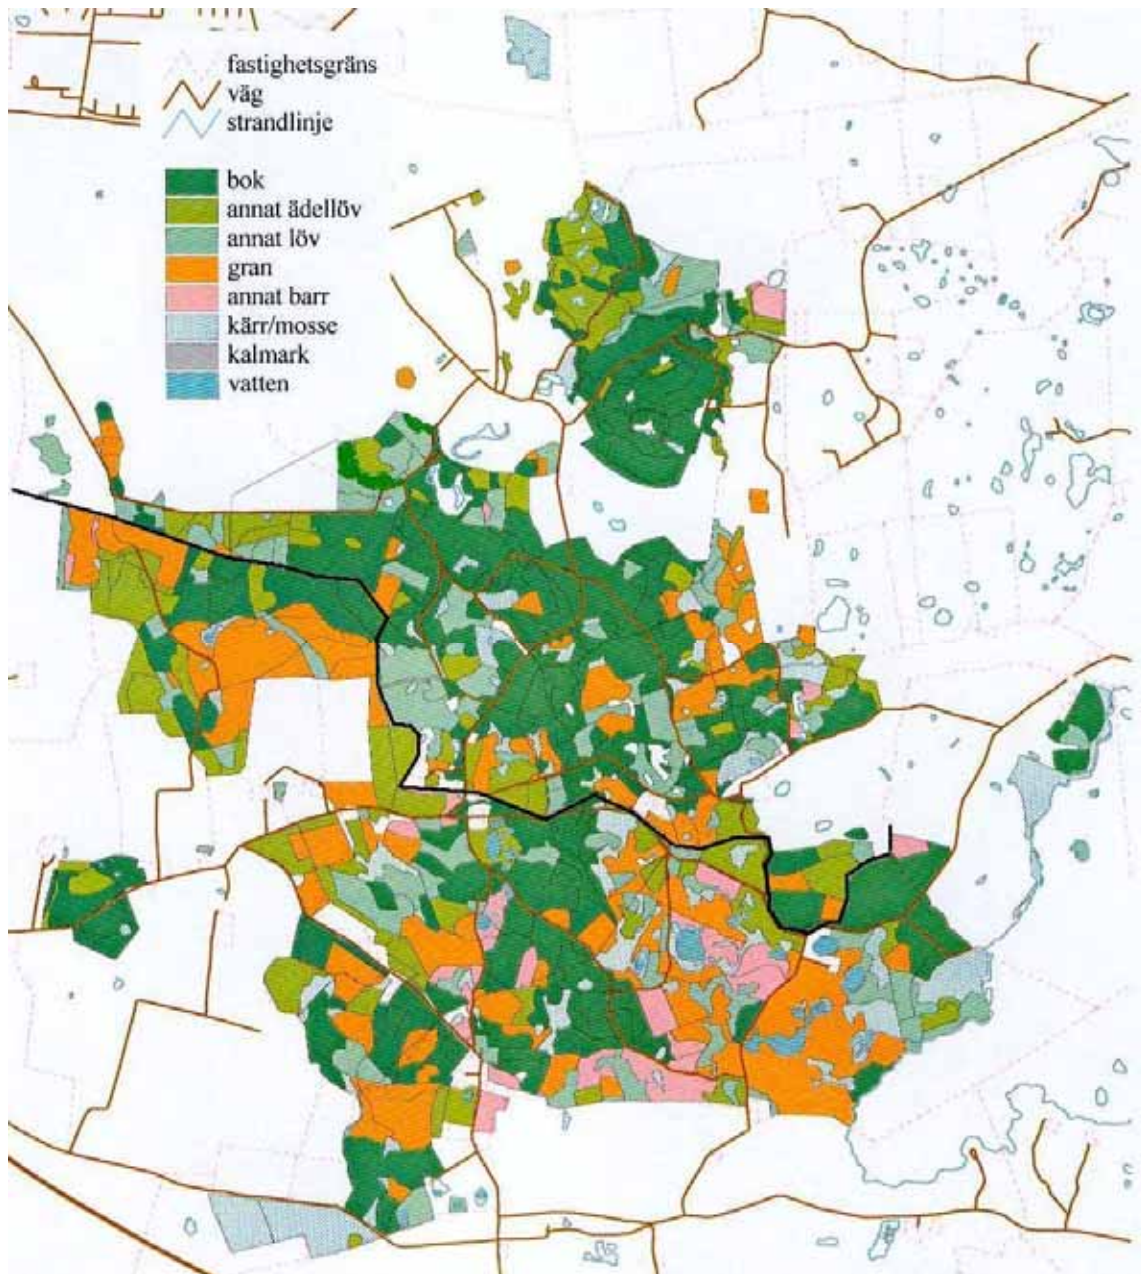 fastighetsgräns
väg
strandlinje
bok
annat ädellöv
annat löv
gran
annat barr
kärr/mosse
kalmark
vatten